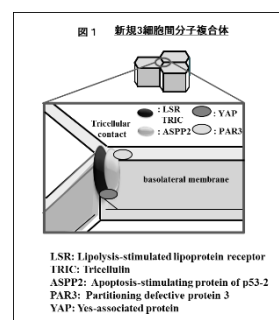 図 1 新規3細胞間分子複合体
LSR
TRIC
YAP
ASPP2
PAR3
Tricellular
contact
basolateral membrane
LSR: Lipolysis-stimulated lipoprotein receptor
TRIC: Tricellulin
ASPP2: Apoptosis-stimulating protein of p53-2
PAR3: Partitioning defective protein 3
YAP: Yes-associated protein